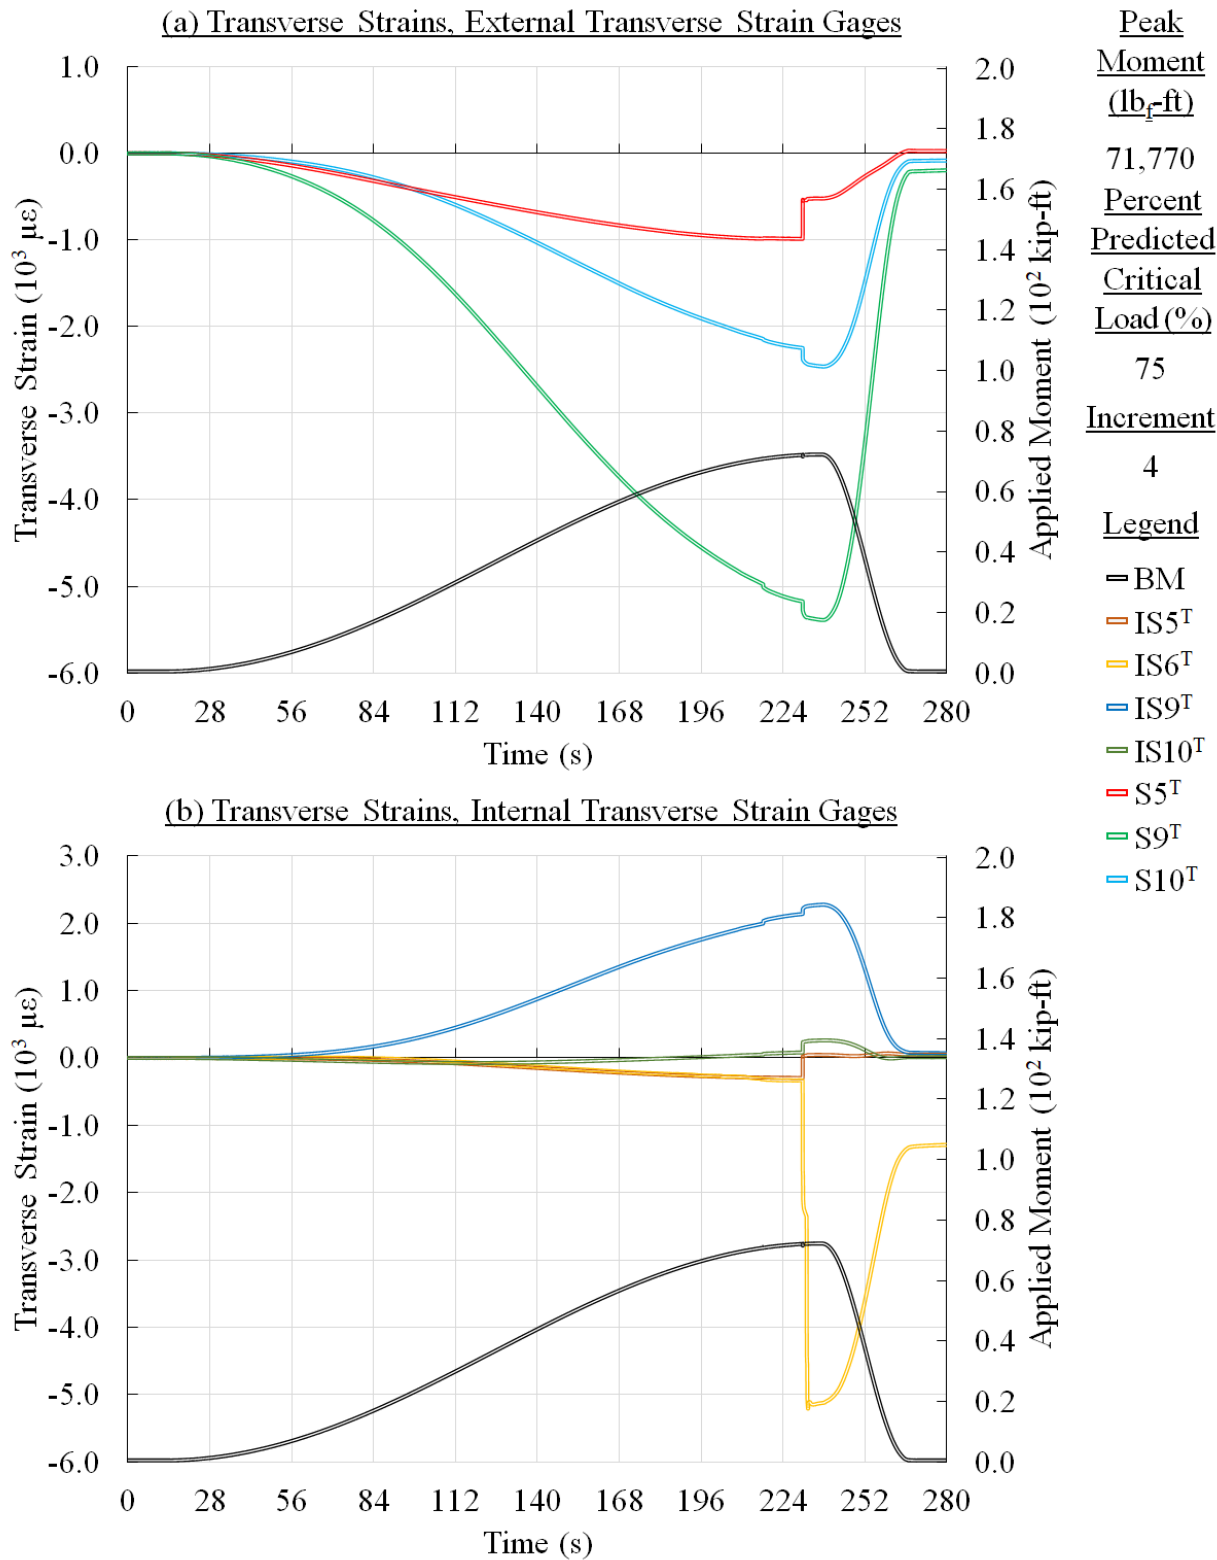 (a) Transverse Strains, External Transverse Strain Gages
Transverse Strain (10³ με)
1.0
0.0
-1.0
-2.0
-3.0
-4.0
-5.0
-6.0
Applied Moment (10² kip-ft)
2.0
1.8
1.6
1.4
1.2
1.0
0.8
0.6
0.4
0.2
0.0
0 28 56 84 112 140 168 196 224 252 280
Time (s)
(b) Transverse Strains, Internal Transverse Strain Gages
Transverse Strain (10³ με)
3.0
2.0
1.0
0.0
-1.0
-2.0
-3.0
-4.0
-5.0
-6.0
Applied Moment (10² kip-ft)
2.0
1.8
1.6
1.4
1.2
1.0
0.8
0.6
0.4
0.2
0.0
0 28 56 84 112 140 168 196 224 252 280
Time (s)
Peak
Moment
(lbf-ft)
71,770
Percent
Predicted
Critical
Load (%)
75
Increment
4
Legend
BM
IS5ᵀ
IS6ᵀ
IS9ᵀ
IS10ᵀ
S5ᵀ
S9ᵀ
S10ᵀ